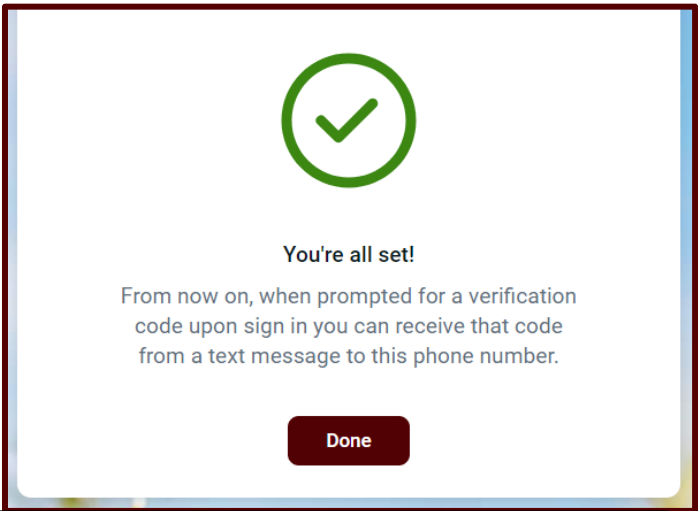 You're all set!
From now on, when prompted for a verification
code upon sign in you can receive that code
from a text message to this phone number.
Done